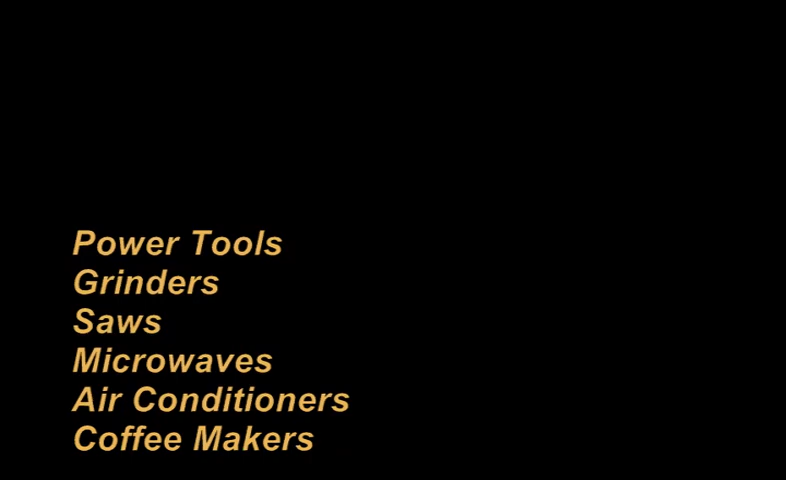 Power Tools
Grinders
Saws
Microwaves
Air Conditioners
Coffee Makers